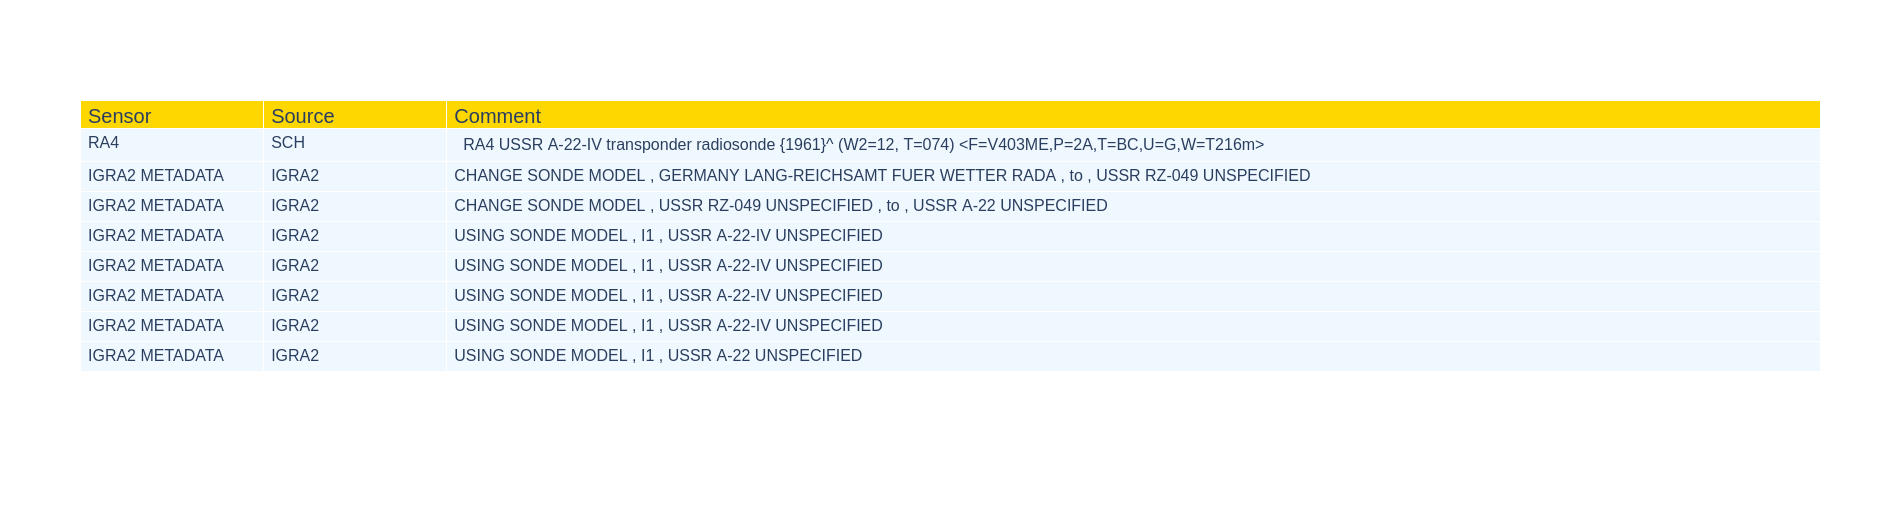 Sensor Source Comment
RA4 SCH RA4 USSR A-22-IV transponder radiosonde {1961}^ (W2=12, T=074) <F=V403ME,P=2A,T=BC,U=G,W=T216m>
IGRA2 METADATA IGRA2 CHANGE SONDE MODEL , GERMANY LANG-REICHSAMT FUER WETTER RADA , to , USSR RZ-049 UNSPECIFIED
IGRA2 METADATA IGRA2 CHANGE SONDE MODEL , USSR RZ-049 UNSPECIFIED , to , USSR A-22 UNSPECIFIED
IGRA2 METADATA IGRA2 USING SONDE MODEL , I1 , USSR A-22-IV UNSPECIFIED
IGRA2 METADATA IGRA2 USING SONDE MODEL , I1 , USSR A-22-IV UNSPECIFIED
IGRA2 METADATA IGRA2 USING SONDE MODEL , I1 , USSR A-22-IV UNSPECIFIED
IGRA2 METADATA IGRA2 USING SONDE MODEL , I1 , USSR A-22-IV UNSPECIFIED
IGRA2 METADATA IGRA2 USING SONDE MODEL , I1 , USSR A-22 UNSPECIFIED